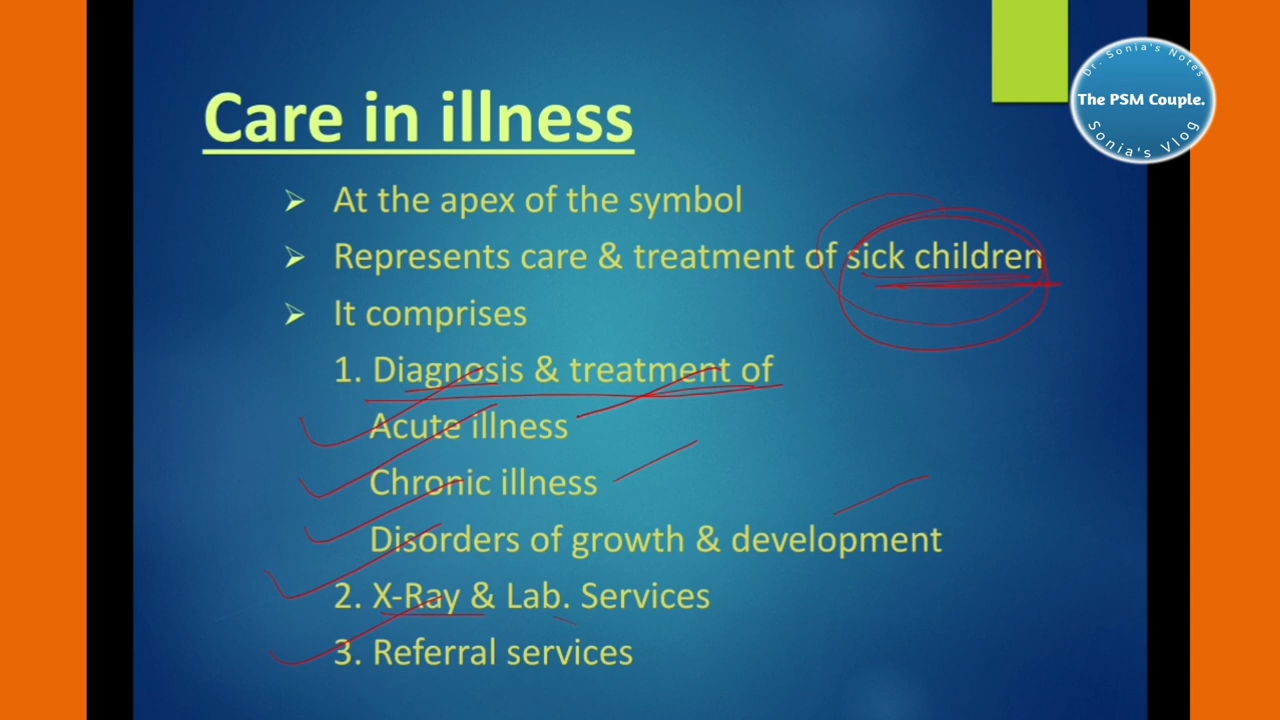 Dr. Sonia's Notes
The PSM Couple.
Sonia's Vlog
Care in illness
At the apex of the symbol
Represents care & treatment of sick children
It comprises
1. Diagnosis & treatment of
Acute illness
Chronic illness
Disorders of growth & development
2. X-Ray & Lab. Services
3. Referral services